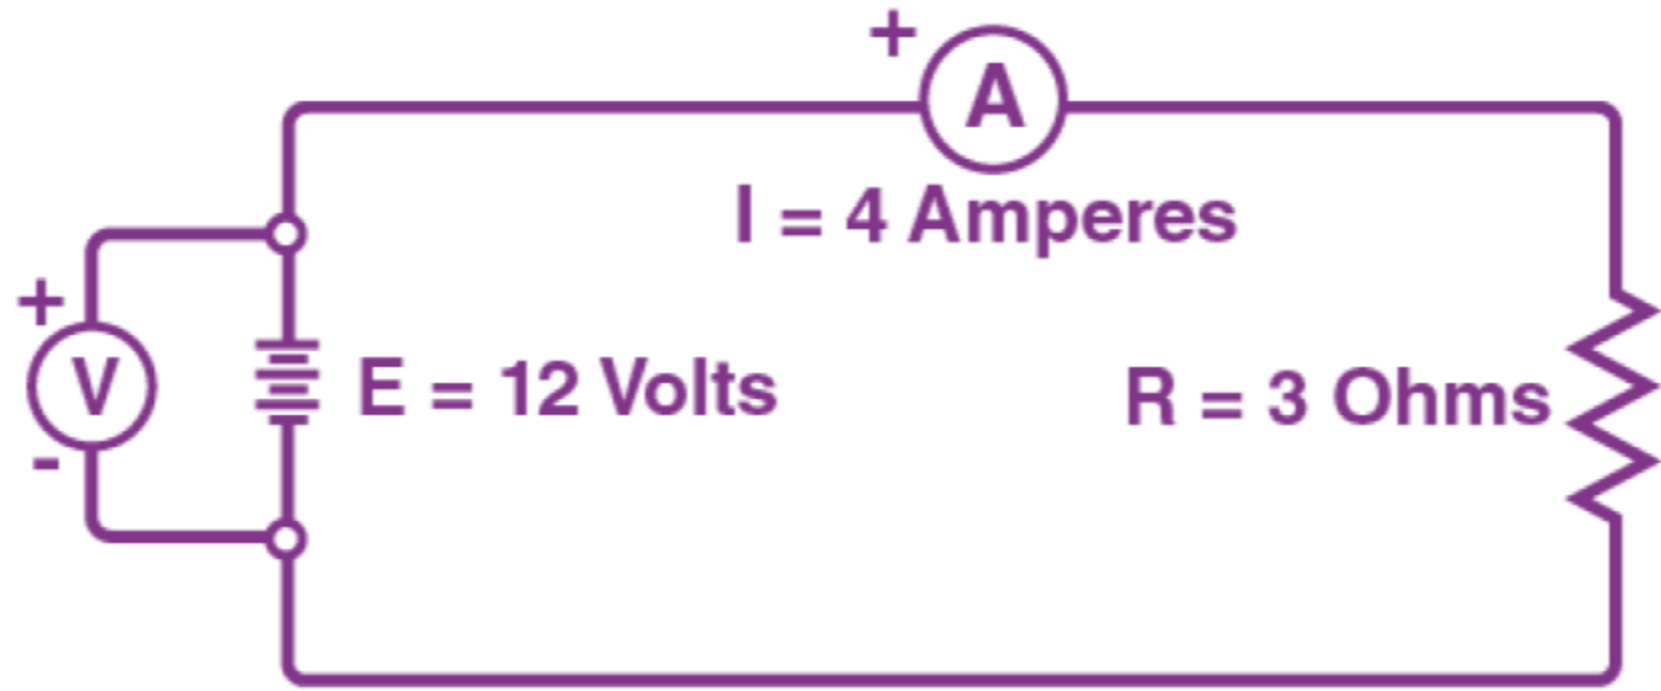 +
A
I = 4 Amperes
+
V
-
E = 12 Volts
R = 3 Ohms